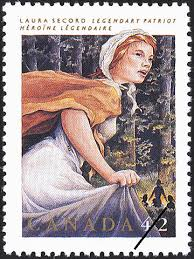 LAURA SECORD LEGENDARY PATRIOT
HÉROÏNE LÉGENDAIRE
CANADA 42